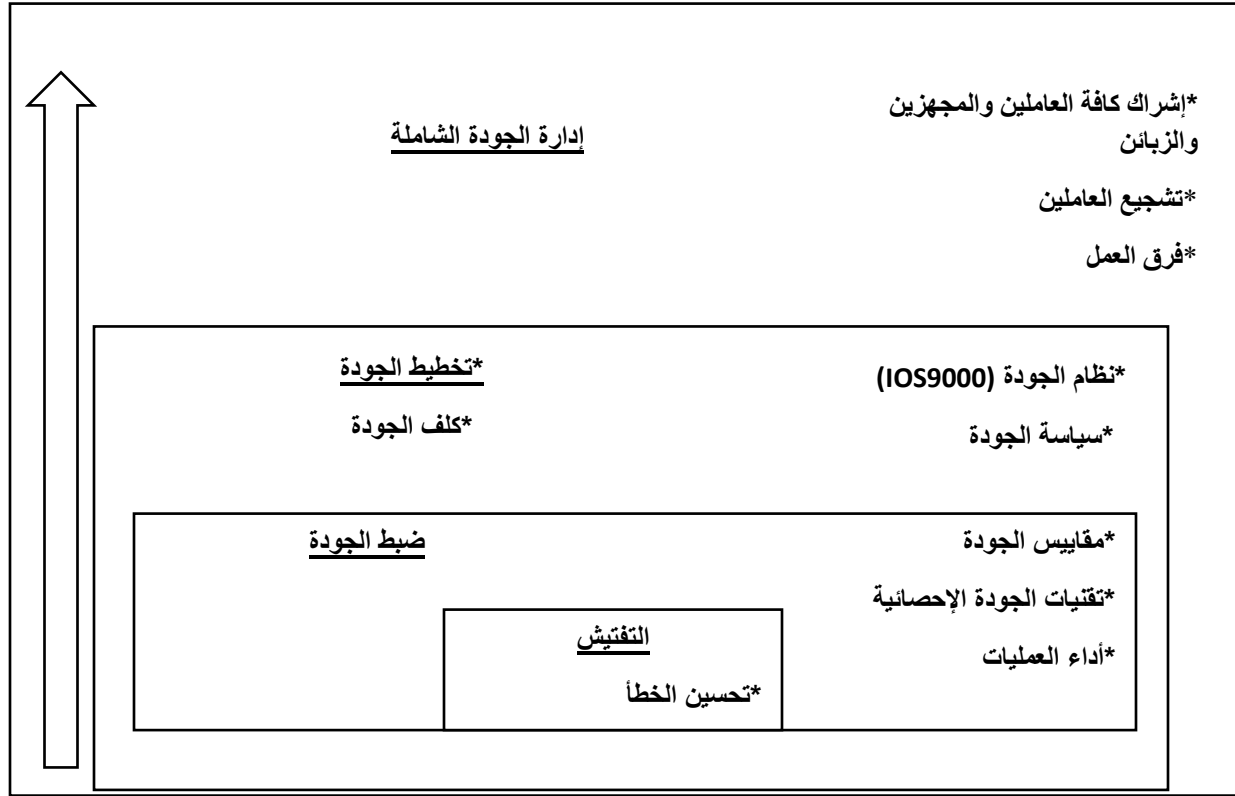 *إشراك كافة العاملين والمجهزين
والزبائن
إدارة الجودة الشاملة
*تشجيع العاملين
*فرق العمل
*نظام الجودة (IOS9000)
*تخطيط الجودة
*سياسة الجودة
*كلف الجودة
*مقاييس الجودة
ضبط الجودة
*تقنيات الجودة الإحصائية
*أداء العمليات
التفتيش
*تحسين الخطأ